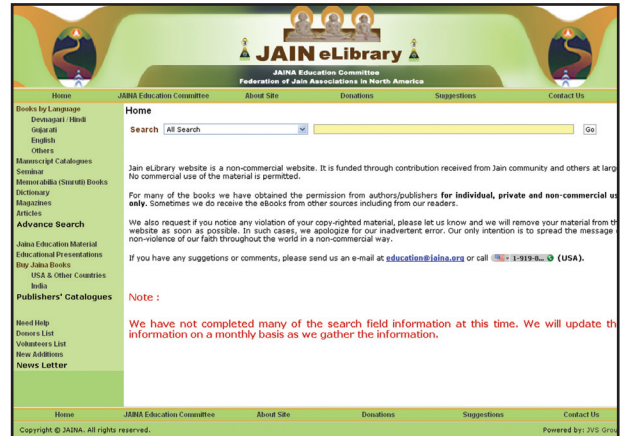 JAIN eLibrary
JAINA Education Committee
Federation of Jain Associations in North America
Home JAINA Education Committee About Site Donations Suggestions Contact Us
Books by Language
Devnagari / Hindi
Gujarati
English
Others
Manuscript Catalogues
Seminar
Memorabilia (Smruti) Books
Dictionary
Magazines
Articles
Advance Search
Jaina Education Material
Educational Presentations
Buy Jaina Books
USA & Other Countries
India
Publishers' Catalogues
Need Help
Donors List
Volunteers List
New Additions
News Letter
Home
Search All Search Go
Jain eLibrary website is a non-commercial website. It is funded through contribution received from Jain community and others at larg
No commercial use of the material is permitted.
For many of the books we have obtained the permission from authors/publishers for individual, private and non-commercial us
only. Sometimes we do receive the eBooks from other sources including from our readers.
We also request if you notice any violation of your copy-righted material, please let us know and we will remove your material from th
website as soon as possible. In such cases, we apologize for our inadvertent error. Our only intention is to spread the message
non-violence of our faith throughout the world in a non-commercial way.
If you have any suggetions or comments, please send us an e-mail at education@jaina.org or call 1-919-8... (USA).
Note :
We have not completed many of the search field information at this time. We will update th
information on a monthly basis as we gather the information.
Home JAINA Education Committee About Site Donations Suggestions Contact Us
Copyright © JAINA. All rights reserved. Powered by: JVS Grou